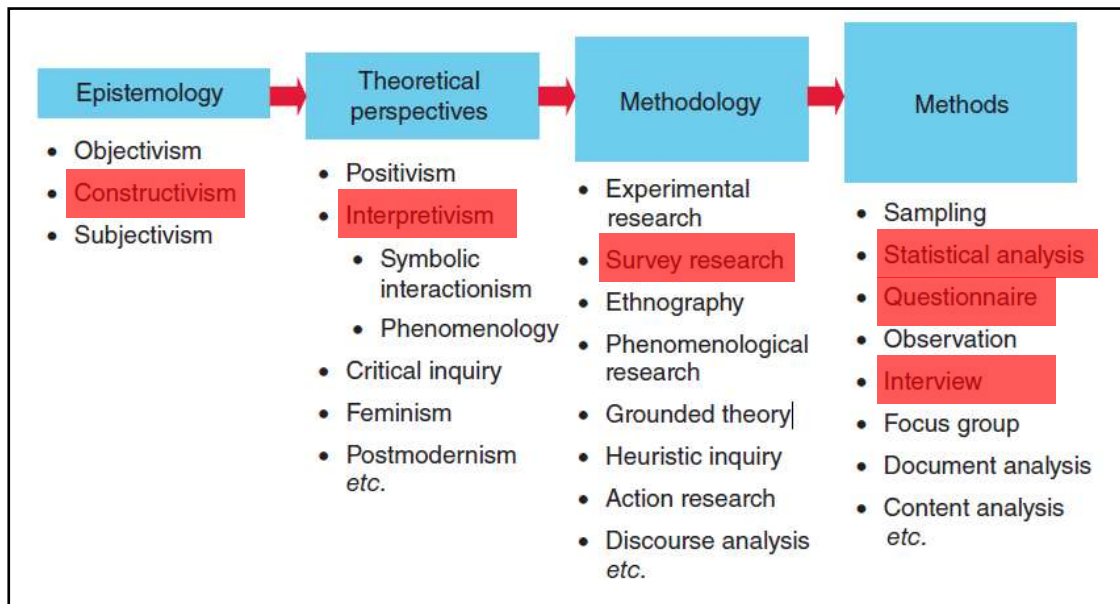 Epistemology
• Objectivism
• Constructivism
• Subjectivism
Theoretical
perspectives
• Positivism
• Interpretivism
• Symbolic
interactionism
• Phenomenology
• Critical inquiry
• Feminism
• Postmodernism
etc.
Methodology
• Experimental
research
• Survey research
• Ethnography
• Phenomenological
research
• Grounded theory
• Heuristic inquiry
• Action research
• Discourse analysis
etc.
Methods
• Sampling
• Statistical analysis
• Questionnaire
• Observation
• Interview
• Focus group
• Document analysis
• Content analysis
etc.